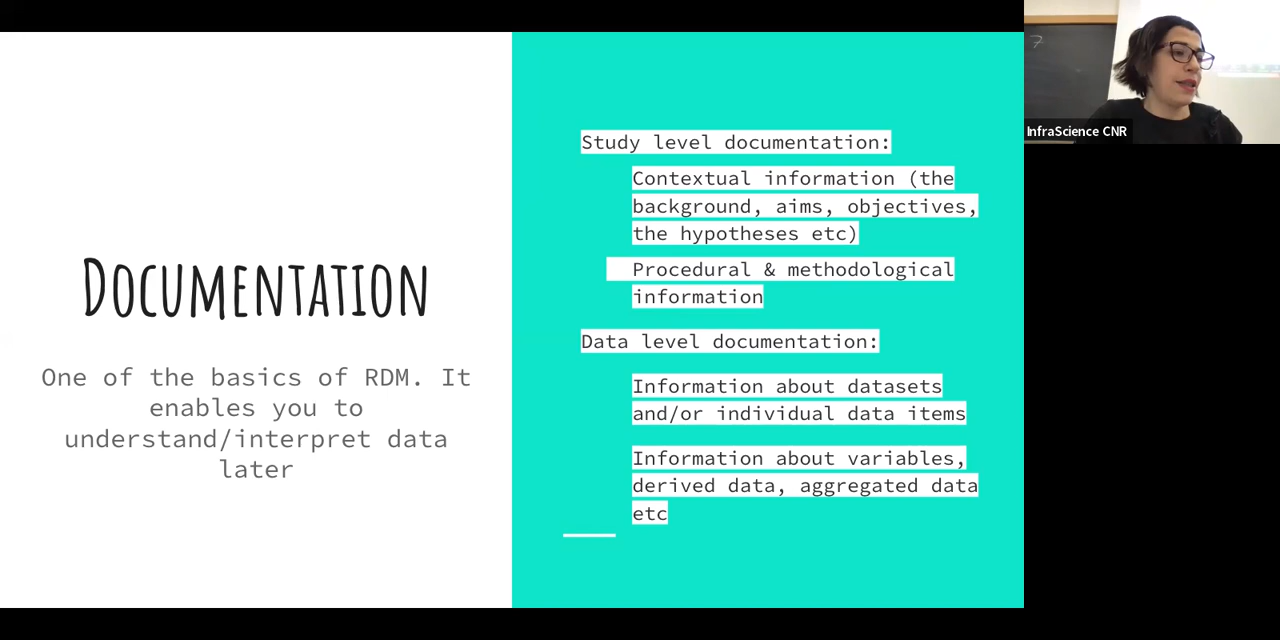 DOCUMENTATION
One of the basics of RDM. It
enables you to
understand/interpret data
later
Study level documentation:
Contextual information (the
background, aims, objectives,
the hypotheses etc)
Procedural & methodological
information
Data level documentation:
Information about datasets
and/or individual data items
Information about variables,
derived data, aggregated data
etc
InfraScience CNR